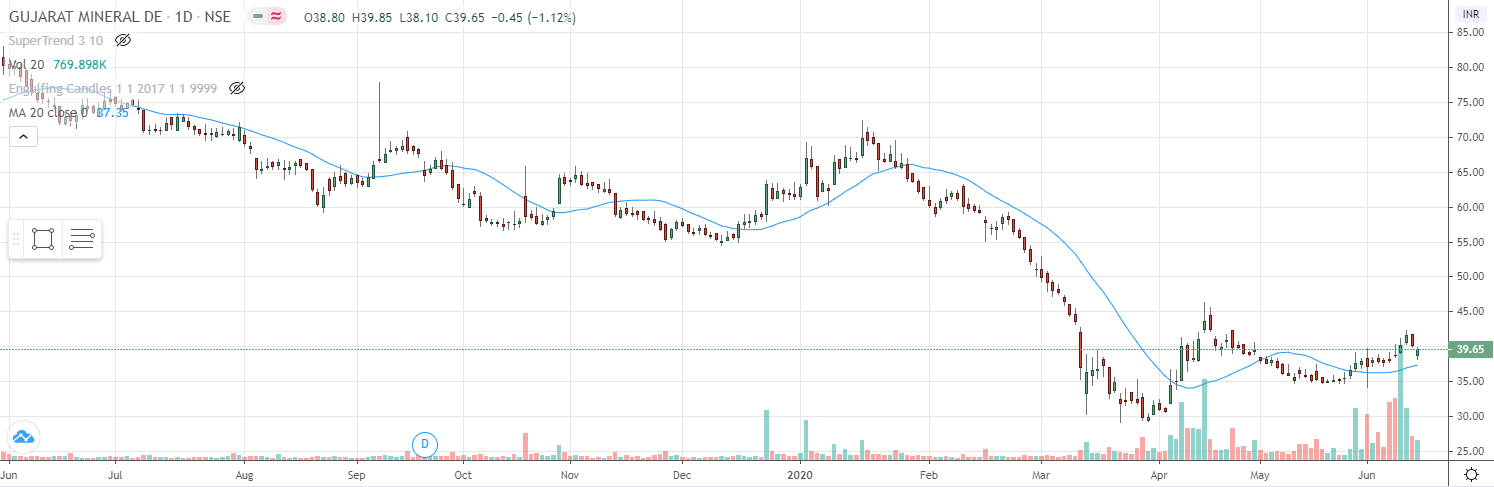 GUJARAT MINERAL DE · 1D · NSE O38.80 H39.85 L38.10 C39.65 −0.45 (−1.12%)
SuperTrend 3 10
Vol 20 769.898K
Engulfing Candles 1 1 2017 1 1 9999
MA 20 close 0 37.35
INR
85.00
80.00
75.00
70.00
65.00
60.00
55.00
50.00
45.00
39.65
35.00
30.00
25.00
D
Jun Jul Aug Sep Oct Nov Dec 2020 Feb Mar Apr May Jun